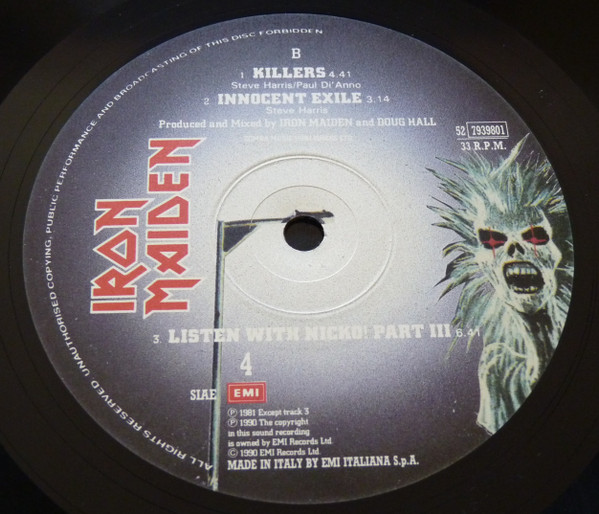 ALL RIGHTS RESERVED UNAUTHORISED COPYING, PUBLIC PERFORMANCE AND BROADCASTING OF THIS DISC FORBIDDEN
B
1. KILLERS 4.41
Steve Harris/Paul Di'Anno
2. INNOCENT EXILE 3.14
Steve Harris
Produced and Mixed by IRON MAIDEN and DOUG HALL
52 7939801
33 R.P.M.
IRON
MAIDEN
3. LISTEN WITH NICKO! PART III 6.41
4
SIAE EMI
Ⓟ 1981 Except track 3
Ⓟ 1990 The copyright
in this sound recording
is owned by EMI Records Ltd.
© 1990 EMI Records Ltd.
MADE IN ITALY BY EMI ITALIANA S.p.A.